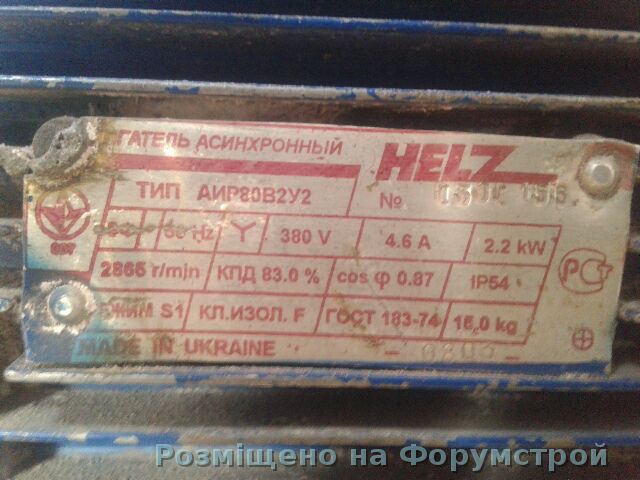 ГАТЕЛЬ АСИНХРОННЫЙ HELZ
ТИП АИР80В2У2 №
50 Hz Y 380 V 4.6 A 2.2 kW
2865 r/min КПД 83.0 % cos φ 0.87 IP54
ЖИМ S1 КЛ.ИЗОЛ. F ГОСТ 183-74 15,0 kg
MADE IN UKRAINE
Розміщено на Форумстрой